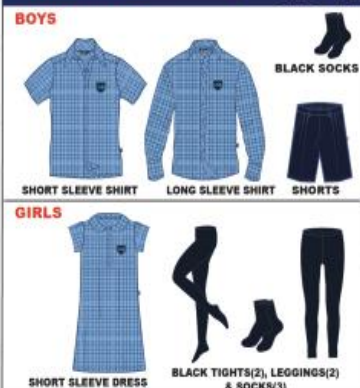 BOYS
BLACK SOCKS
SHORT SLEEVE SHIRT
LONG SLEEVE SHIRT
SHORTS
GIRLS
SHORT SLEEVE DRESS
BLACK TIGHTS(2), LEGGINGS(2)
& SOCKS(3)